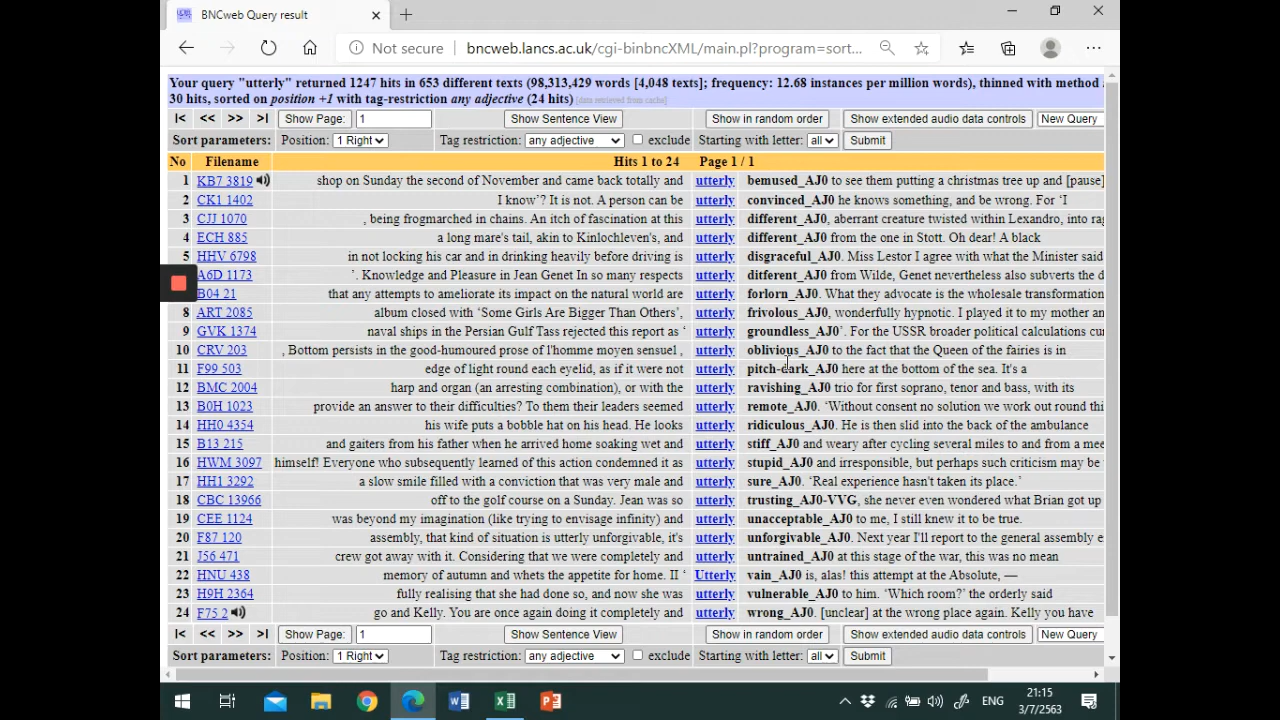 BNCweb Query result
Not secure bncweb.lancs.ac.uk/cgi-binbncXML/main.pl?program=sort...
Your query "utterly" returned 1247 hits in 653 different texts (98,313,429 words [4,048 texts]; frequency: 12.68 instances per million words), thinned with method
30 hits, sorted on position +1 with tag-restriction any adjective (24 hits) [data retrieved from cache]
|< << >> >| Show Page: 1 Show Sentence View Show in random order Show extended audio data controls New Query
Sort parameters: Position: 1 Right Tag restriction: any adjective exclude Starting with letter: all Submit
No Filename Hits 1 to 24 Page 1 / 1
1 KB7 3819 shop on Sunday the second of November and came back totally and utterly bemused_AJ0 to see them putting a christmas tree up and [pause]
2 CK1 1402 I know’? It is not. A person can be utterly convinced_AJ0 he knows something, and be wrong. For ‘I
3 CJJ 1070 , being frogmarched in chains. An itch of fascination at this utterly different_AJ0, aberrant creature twisted within Lexandro, into rag
4 ECH 885 a long mare's tail, akin to Kinlochleven's, and utterly different_AJ0 from the one in Stott. Oh dear! A black
5 HHV 6798 in not locking his car and in drinking heavily before driving is utterly disgraceful_AJ0. Miss Lestor I agree with what the Minister said
A6D 1173 ’. Knowledge and Pleasure in Jean Genet In so many respects utterly different_AJ0 from Wilde, Genet nevertheless also subverts the d
B04 21 that any attempts to ameliorate its impact on the natural world are utterly forlorn_AJ0. What they advocate is the wholesale transformation
8 ART 2085 album closed with ‘Some Girls Are Bigger Than Others’, utterly frivolous_AJ0, wonderfully hypnotic. I played it to my mother an
9 GVK 1374 naval ships in the Persian Gulf Tass rejected this report as ‘ utterly groundless_AJ0’. For the USSR broader political calculations cu
10 CRV 203 , Bottom persists in the good-humoured prose of l'homme moyen sensuel , utterly oblivious_AJ0 to the fact that the Queen of the fairies is in
11 F99 503 edge of light round each eyelid, as if it were not utterly pitch-dark_AJ0 here at the bottom of the sea. It's a
12 BMC 2004 harp and organ (an arresting combination), or with the utterly ravishing_AJ0 trio for first soprano, tenor and bass, with its
13 B0H 1023 provide an answer to their difficulties? To them their leaders seemed utterly remote_AJ0. ‘Without consent no solution we work out round thi
14 HH0 4354 his wife puts a bobble hat on his head. He looks utterly ridiculous_AJ0. He is then slid into the back of the ambulance
15 B13 215 and gaiters from his father when he arrived home soaking wet and utterly stiff_AJ0 and weary after cycling several miles to and from a mee
16 HWM 3097 himself! Everyone who subsequently learned of this action condemned it as utterly stupid_AJ0 and irresponsible, but perhaps such criticism may be
17 HH1 3292 a slow smile filled with a conviction that was very male and utterly sure_AJ0. ‘Real experience hasn't taken its place.’
18 CBC 13966 off to the golf course on a Sunday. Jean was so utterly trusting_AJ0-VVG, she never even wondered what Brian got up
19 CEE 1124 was beyond my imagination (like trying to envisage infinity) and utterly unacceptable_AJ0 to me, I still knew it to be true.
20 F87 120 assembly, that kind of situation is utterly unforgivable, it's utterly unforgivable_AJ0. Next year I'll report to the general assembly e
21 J56 471 crew got away with it. Considering that we were completely and utterly untrained_AJ0 at this stage of the war, this was no mean
22 HNU 438 memory of autumn and whets the appetite for home. II ‘ Utterly vain_AJ0 is, alas! this attempt at the Absolute, —
23 H9H 2364 fully realising that she had done so, and now she was utterly vulnerable_AJ0 to him. ‘Which room?’ the orderly said
24 F75 2 go and Kelly. You are once again doing it completely and utterly wrong_AJ0. [unclear] at the wrong place again. Kelly you have
|< << >> >| Show Page: 1 Show Sentence View Show in random order Show extended audio data controls New Query
Sort parameters: Position: 1 Right Tag restriction: any adjective exclude Starting with letter: all Submit
ENG 21:15
3/7/2563